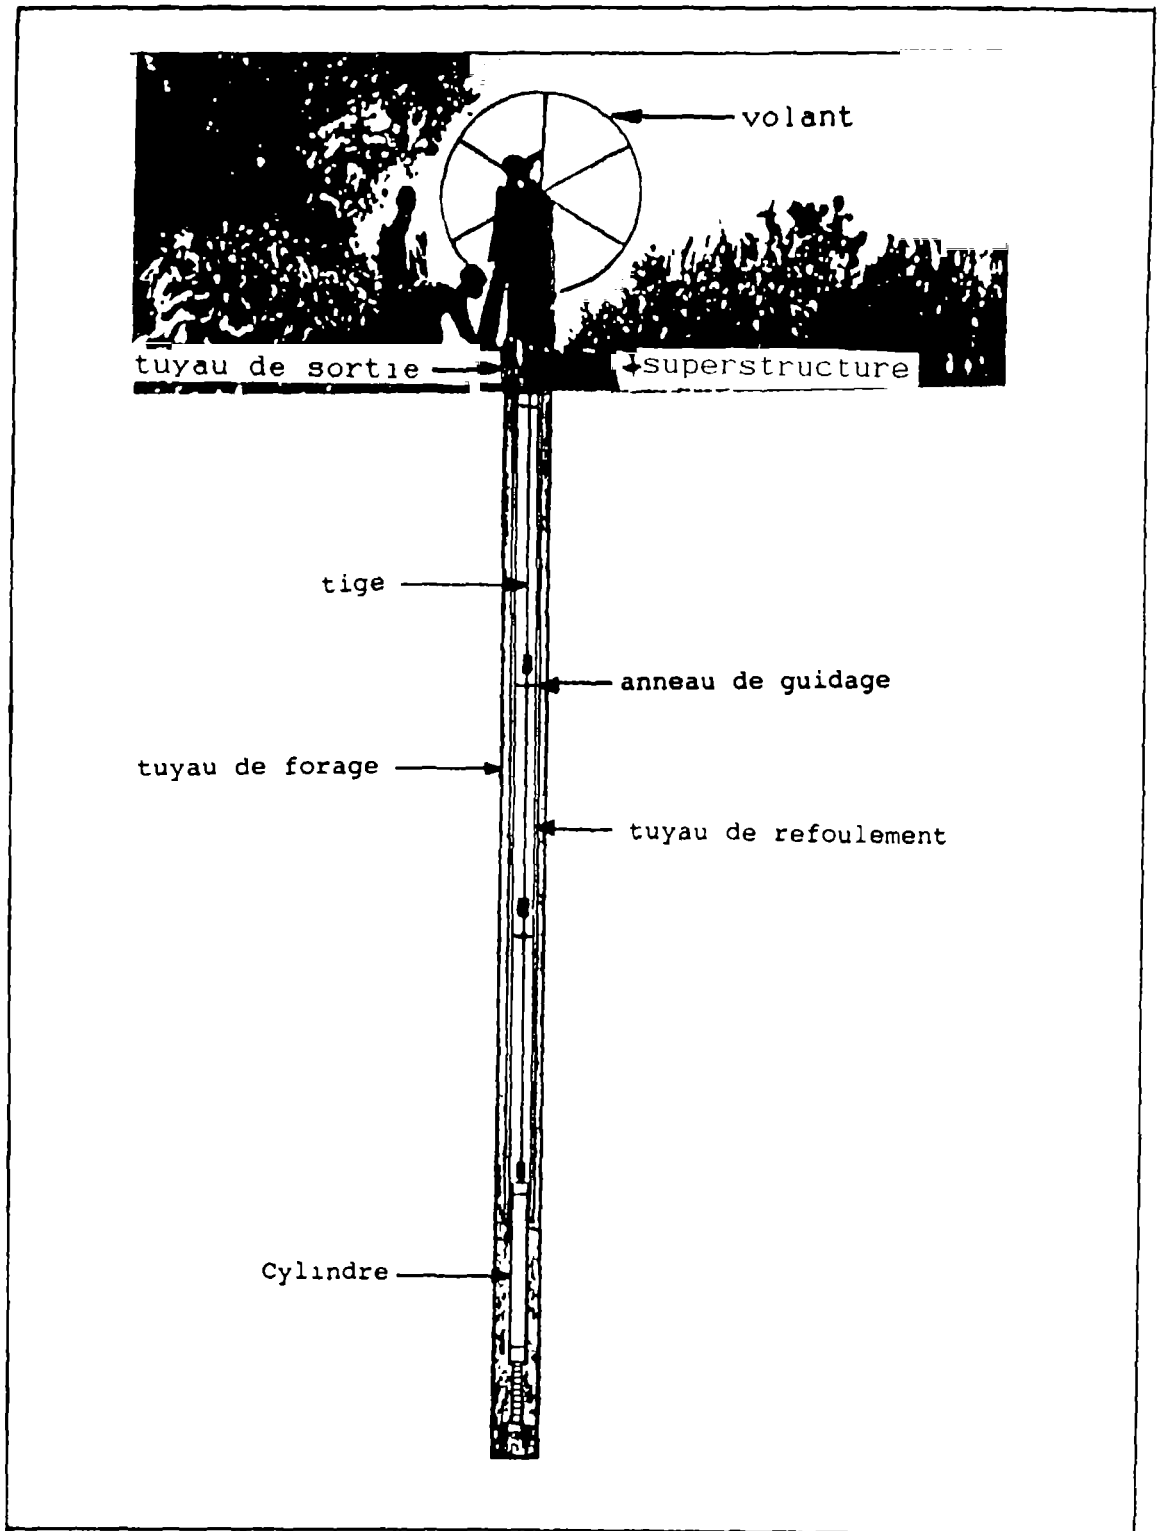 volant
tuyau de sortie
superstructure
tige
anneau de guidage
tuyau de forage
tuyau de refoulement
Cylindre